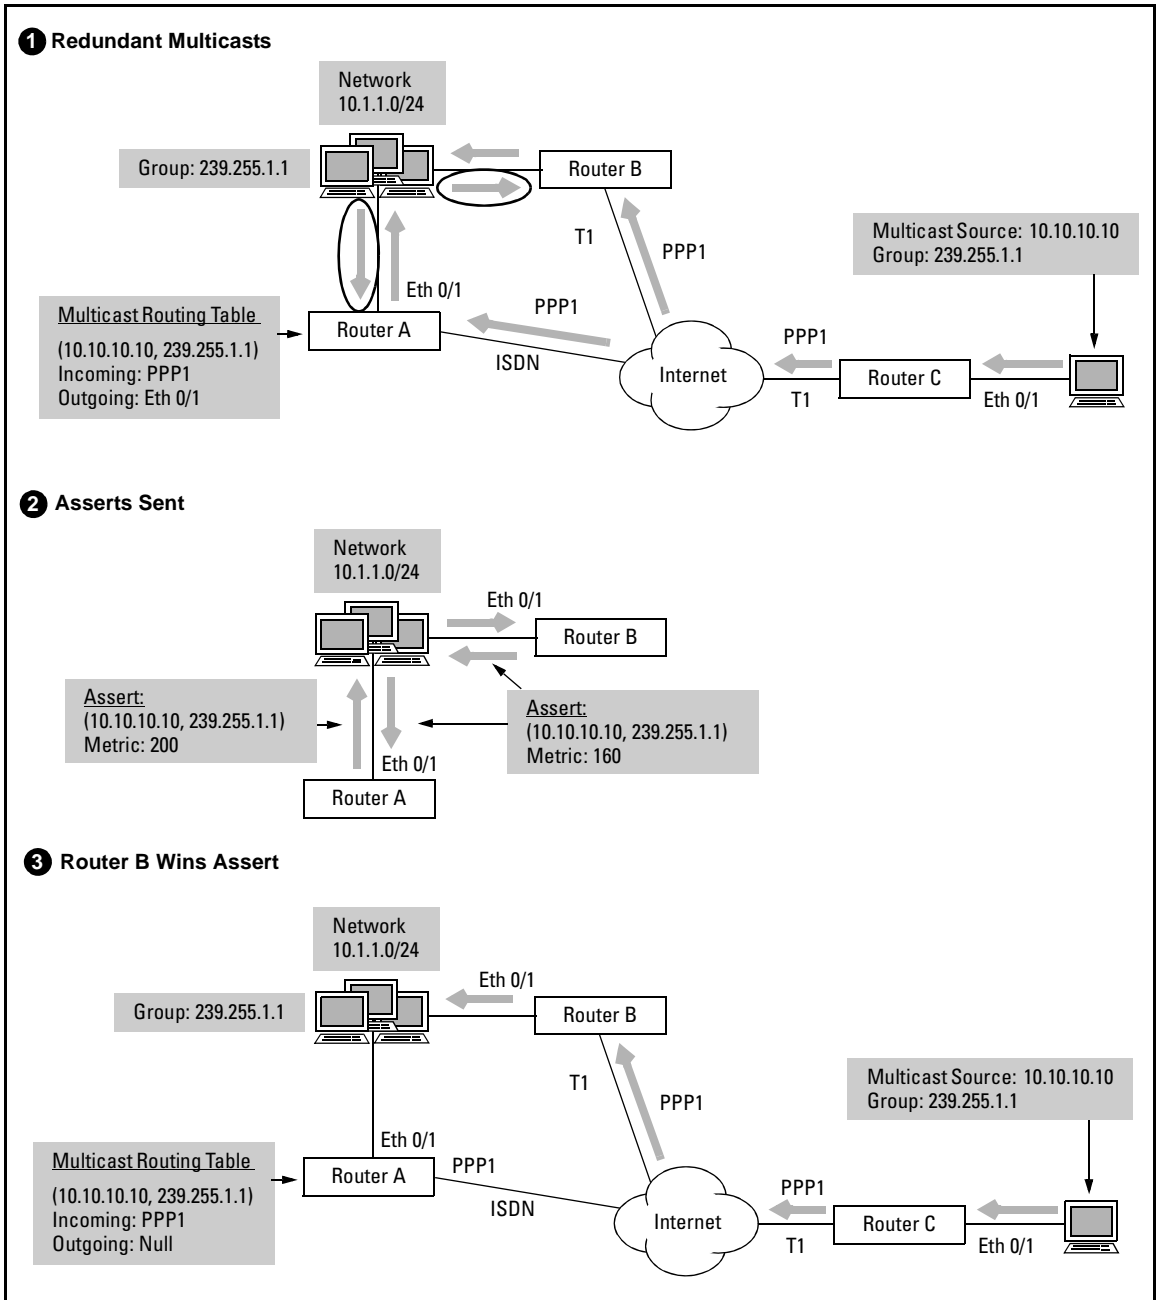 1 Redundant Multicasts
Network
10.1.1.0/24
Group: 239.255.1.1
Router B
T1
PPP1
Multicast Source: 10.10.10.10
Group: 239.255.1.1
Eth 0/1
PPP1
Multicast Routing Table
(10.10.10.10, 239.255.1.1)
Incoming: PPP1
Outgoing: Eth 0/1
Router A
ISDN
Internet
PPP1
T1
Router C
Eth 0/1
2 Asserts Sent
Network
10.1.1.0/24
Eth 0/1
Router B
Assert:
(10.10.10.10, 239.255.1.1)
Metric: 200
Assert:
(10.10.10.10, 239.255.1.1)
Metric: 160
Eth 0/1
Router A
3 Router B Wins Assert
Network
10.1.1.0/24
Eth 0/1
Group: 239.255.1.1
Router B
T1
PPP1
Multicast Source: 10.10.10.10
Group: 239.255.1.1
Eth 0/1
Multicast Routing Table
(10.10.10.10, 239.255.1.1)
Incoming: PPP1
Outgoing: Null
Router A
PPP1
ISDN
Internet
PPP1
T1
Router C
Eth 0/1